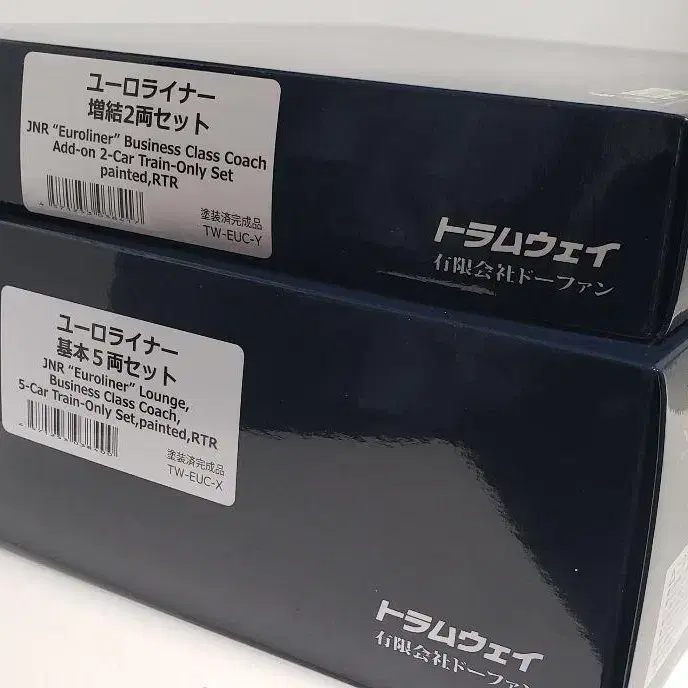 ユーロライナー
増結2両セット
JNR “Euroliner” Business Class Coach
Add-on 2-Car Train-Only Set
painted,RTR
塗装済完成品
TW-EUC-Y
トラムウェイ
有限会社ドーファン
ユーロライナー
基本5両セット
JNR “Euroliner” Lounge,
Business Class Coach,
5-Car Train-Only Set,painted,RTR
塗装済完成品
TW-EUC-X
トラムウェイ
有限会社ドーファン